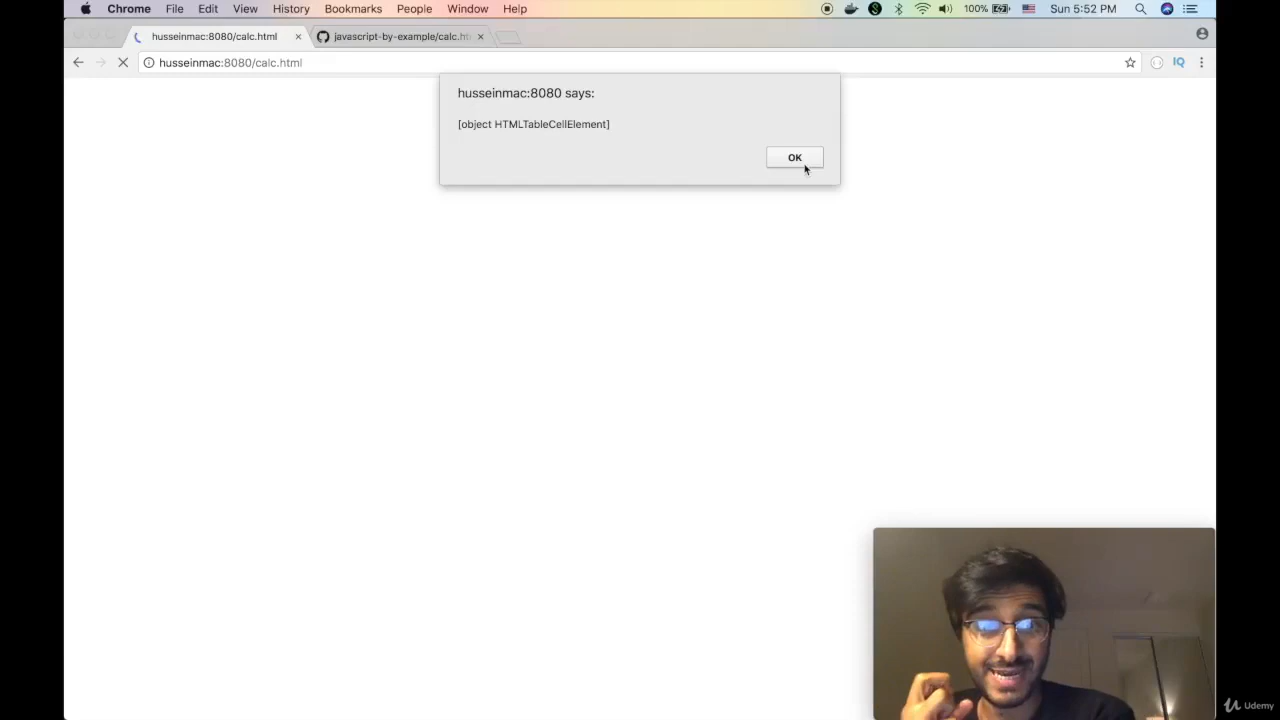 Chrome File Edit View History Bookmarks People Window Help 100% Sun 5:52 PM
husseinmac:8080/calc.html javascript-by-example/calc.ht
husseinmac:8080/calc.html IQ
husseinmac:8080 says:
[object HTMLTableCellElement]
OK
Udemy